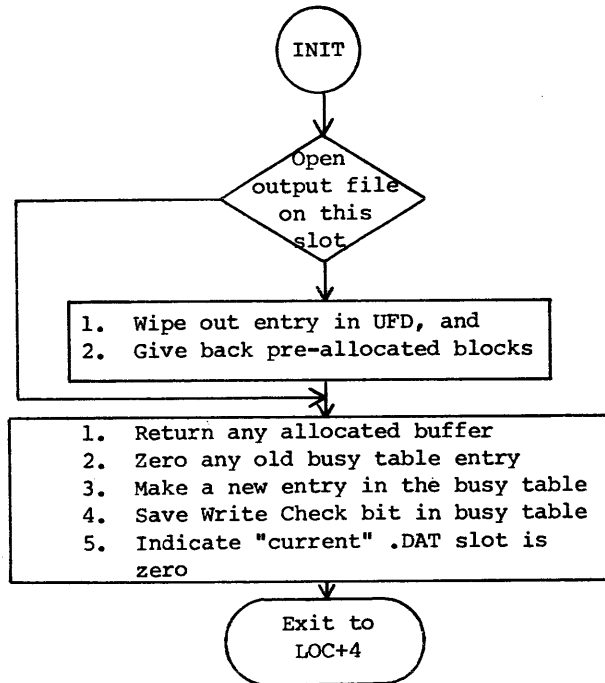 INIT
Open
output file
on this
slot
1. Wipe out entry in UFD, and
2. Give back pre-allocated blocks
1. Return any allocated buffer
2. Zero any old busy table entry
3. Make a new entry in the busy table
4. Save Write Check bit in busy table
5. Indicate "current" .DAT slot is
zero
Exit to
LOC+4